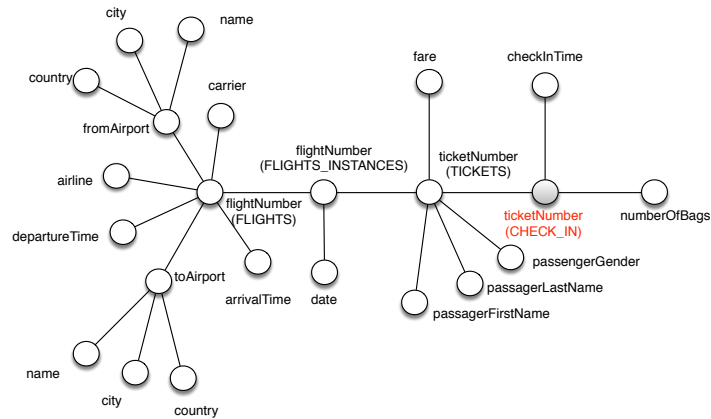 city
name
country
fare
checkInTime
carrier
fromAirport
flightNumber
(FLIGHTS_INSTANCES)
ticketNumber
(TICKETS)
airline
flightNumber
(FLIGHTS)
ticketNumber
(CHECK_IN)
numberOfBags
departureTime
passengerGender
toAirport
passagerLastName
arrivalTime
date
passagerFirstName
name
city
country